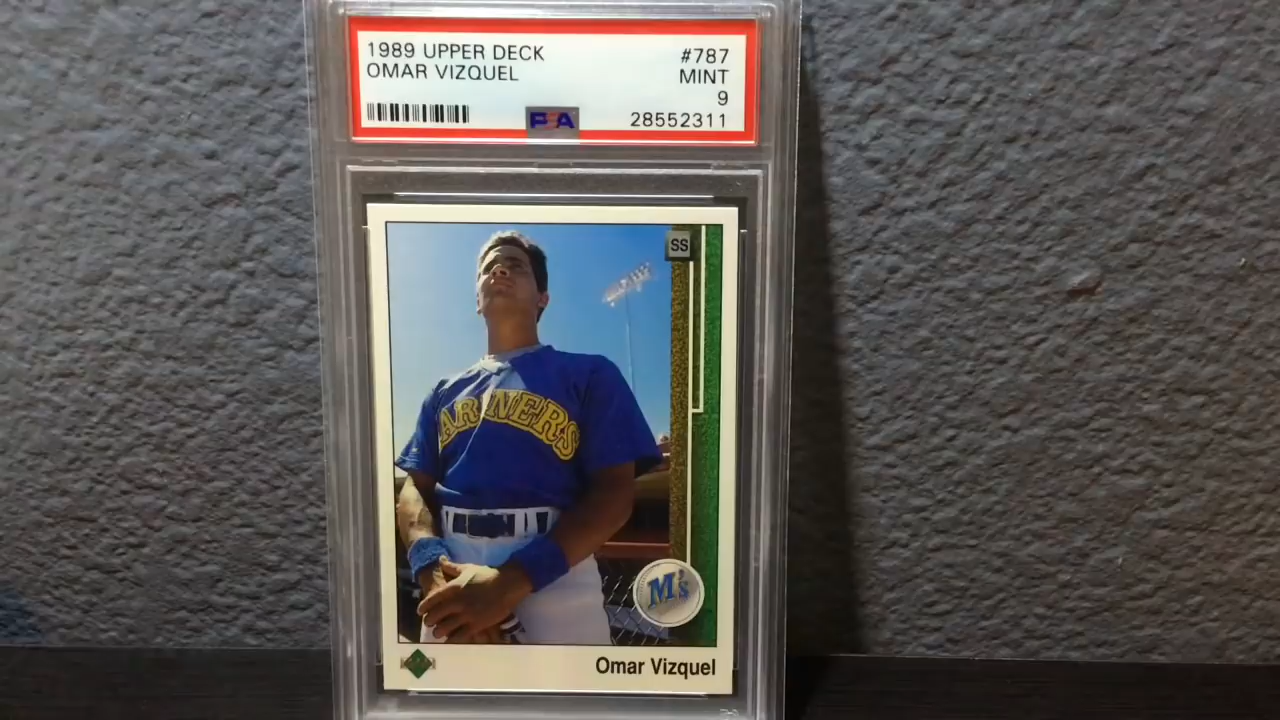 1989 UPPER DECK #787
OMAR VIZQUEL MINT
9
PSA 28552311
SS
ARINERS
M's
Omar Vizquel